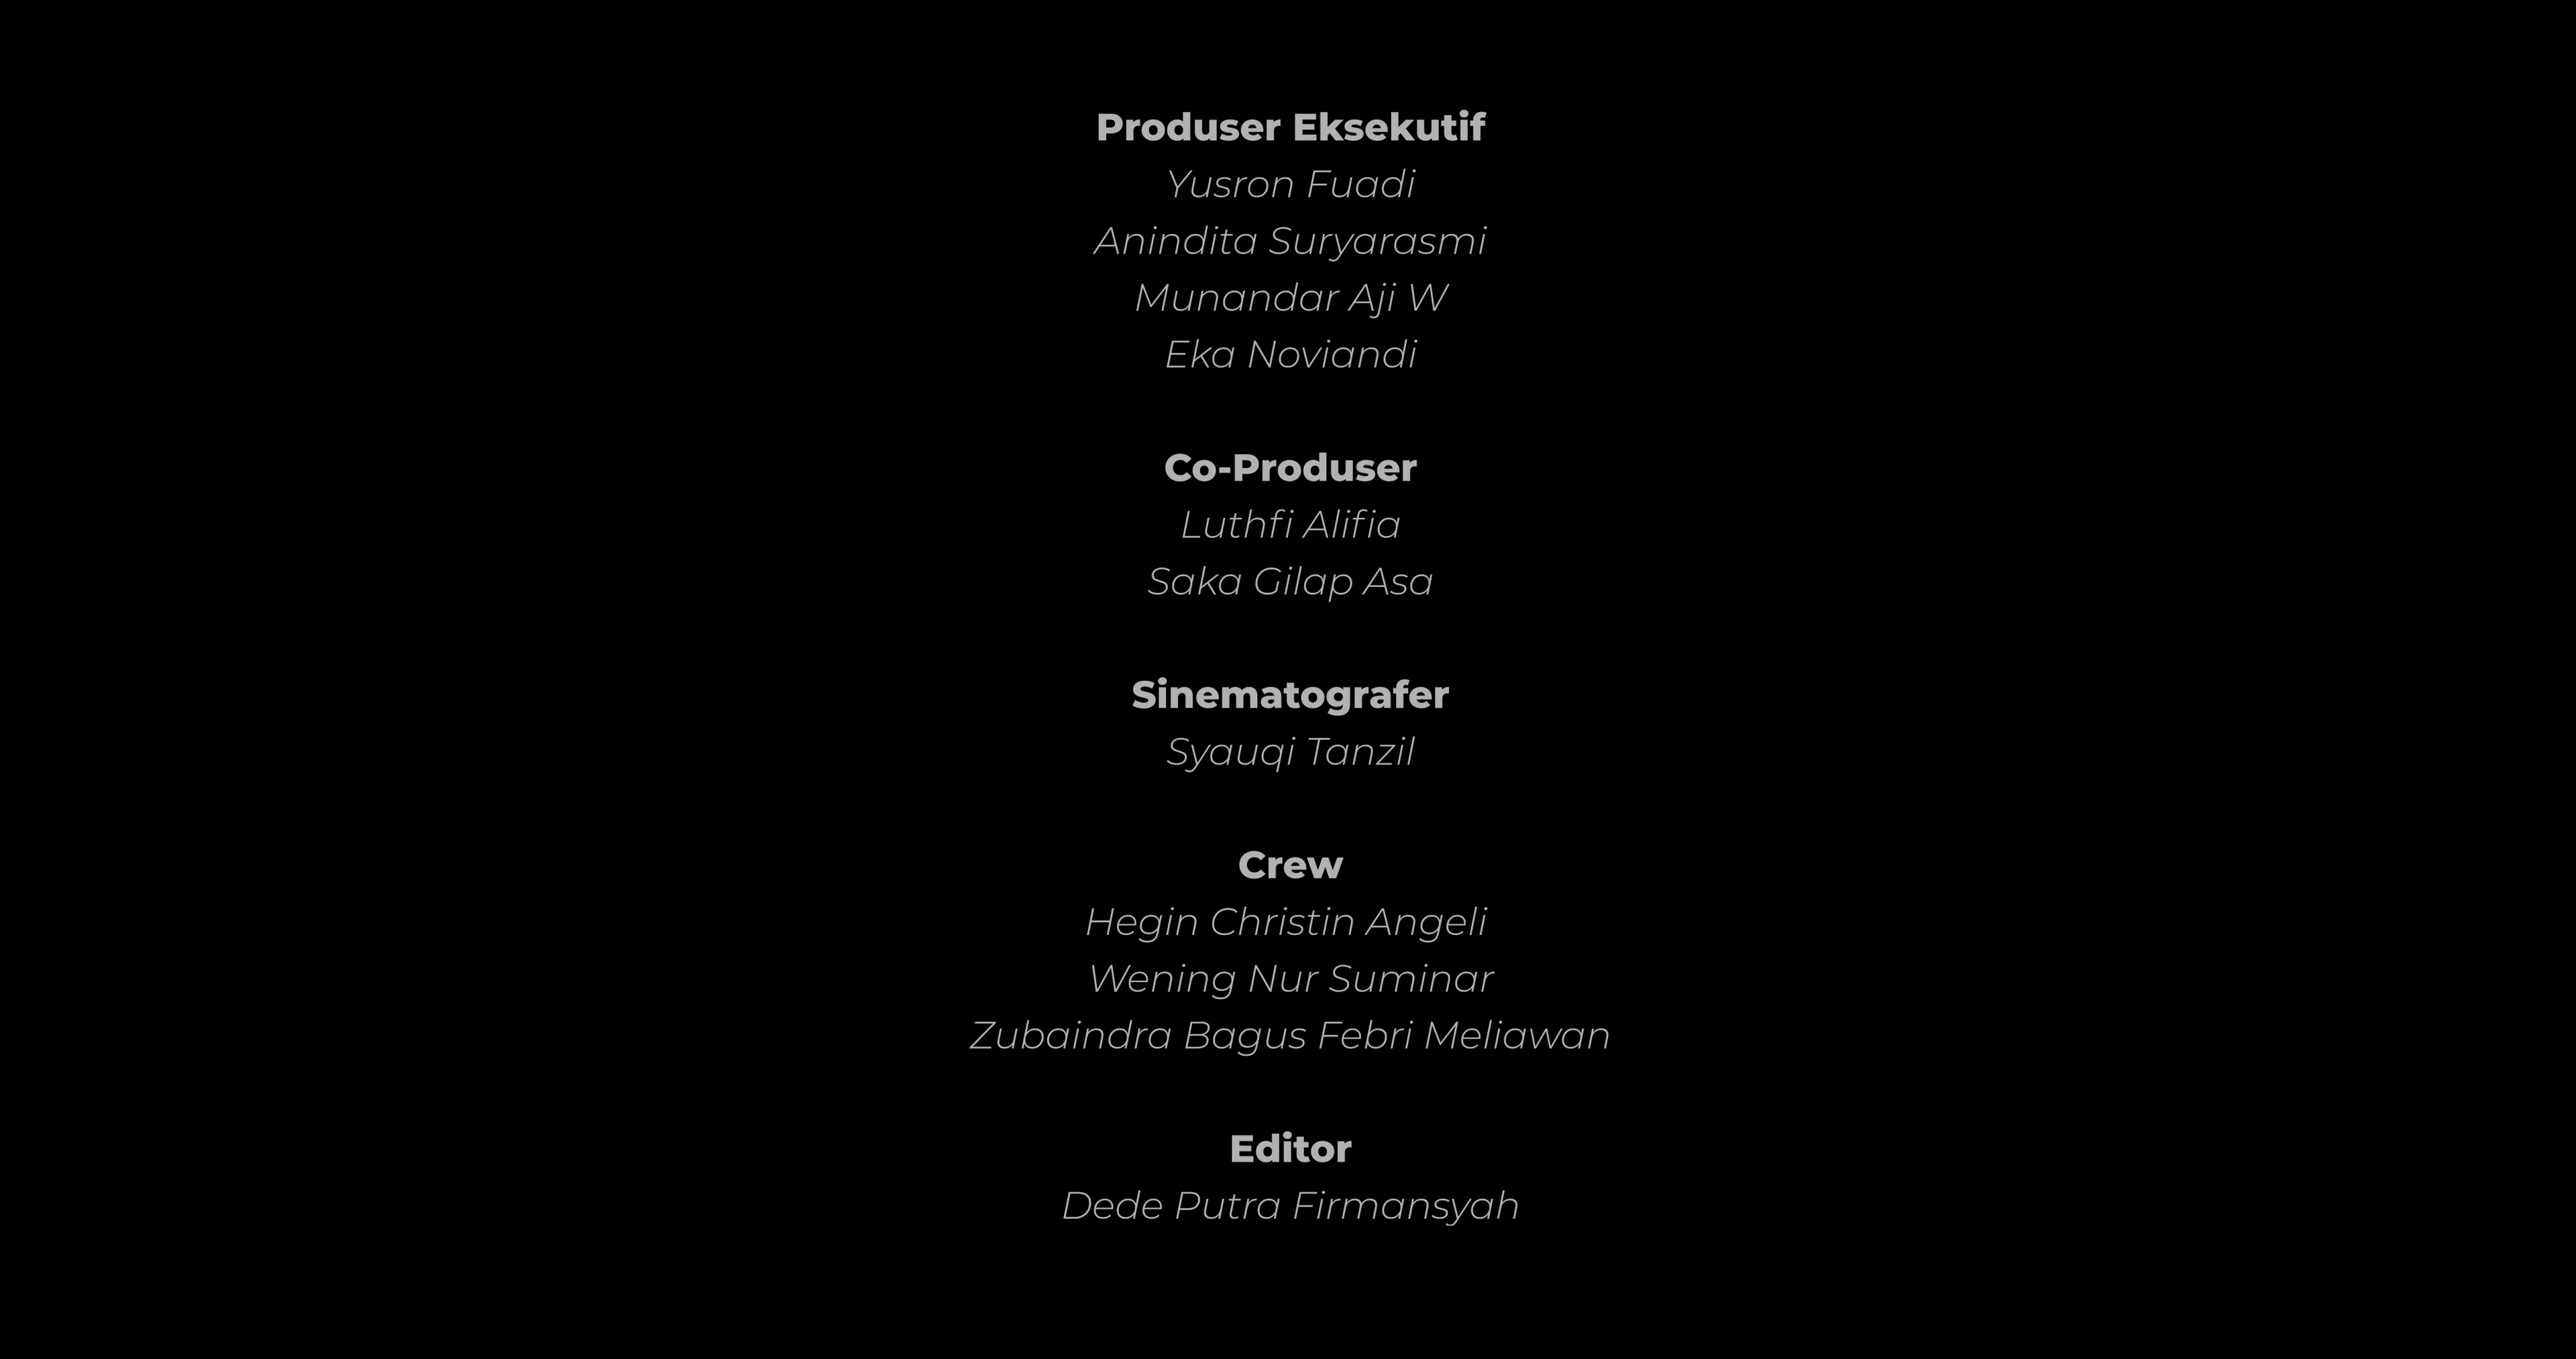 Produser Eksekutif
Yusron Fuadi
Anindita Suryarasmi
Munandar Aji W
Eka Noviandi
Co-Produser
Luthfi Alifia
Saka Gilap Asa
Sinematografer
Syauqi Tanzil
Crew
Hegin Christin Angeli
Wening Nur Suminar
Zubaindra Bagus Febri Meliawan
Editor
Dede Putra Firmansyah